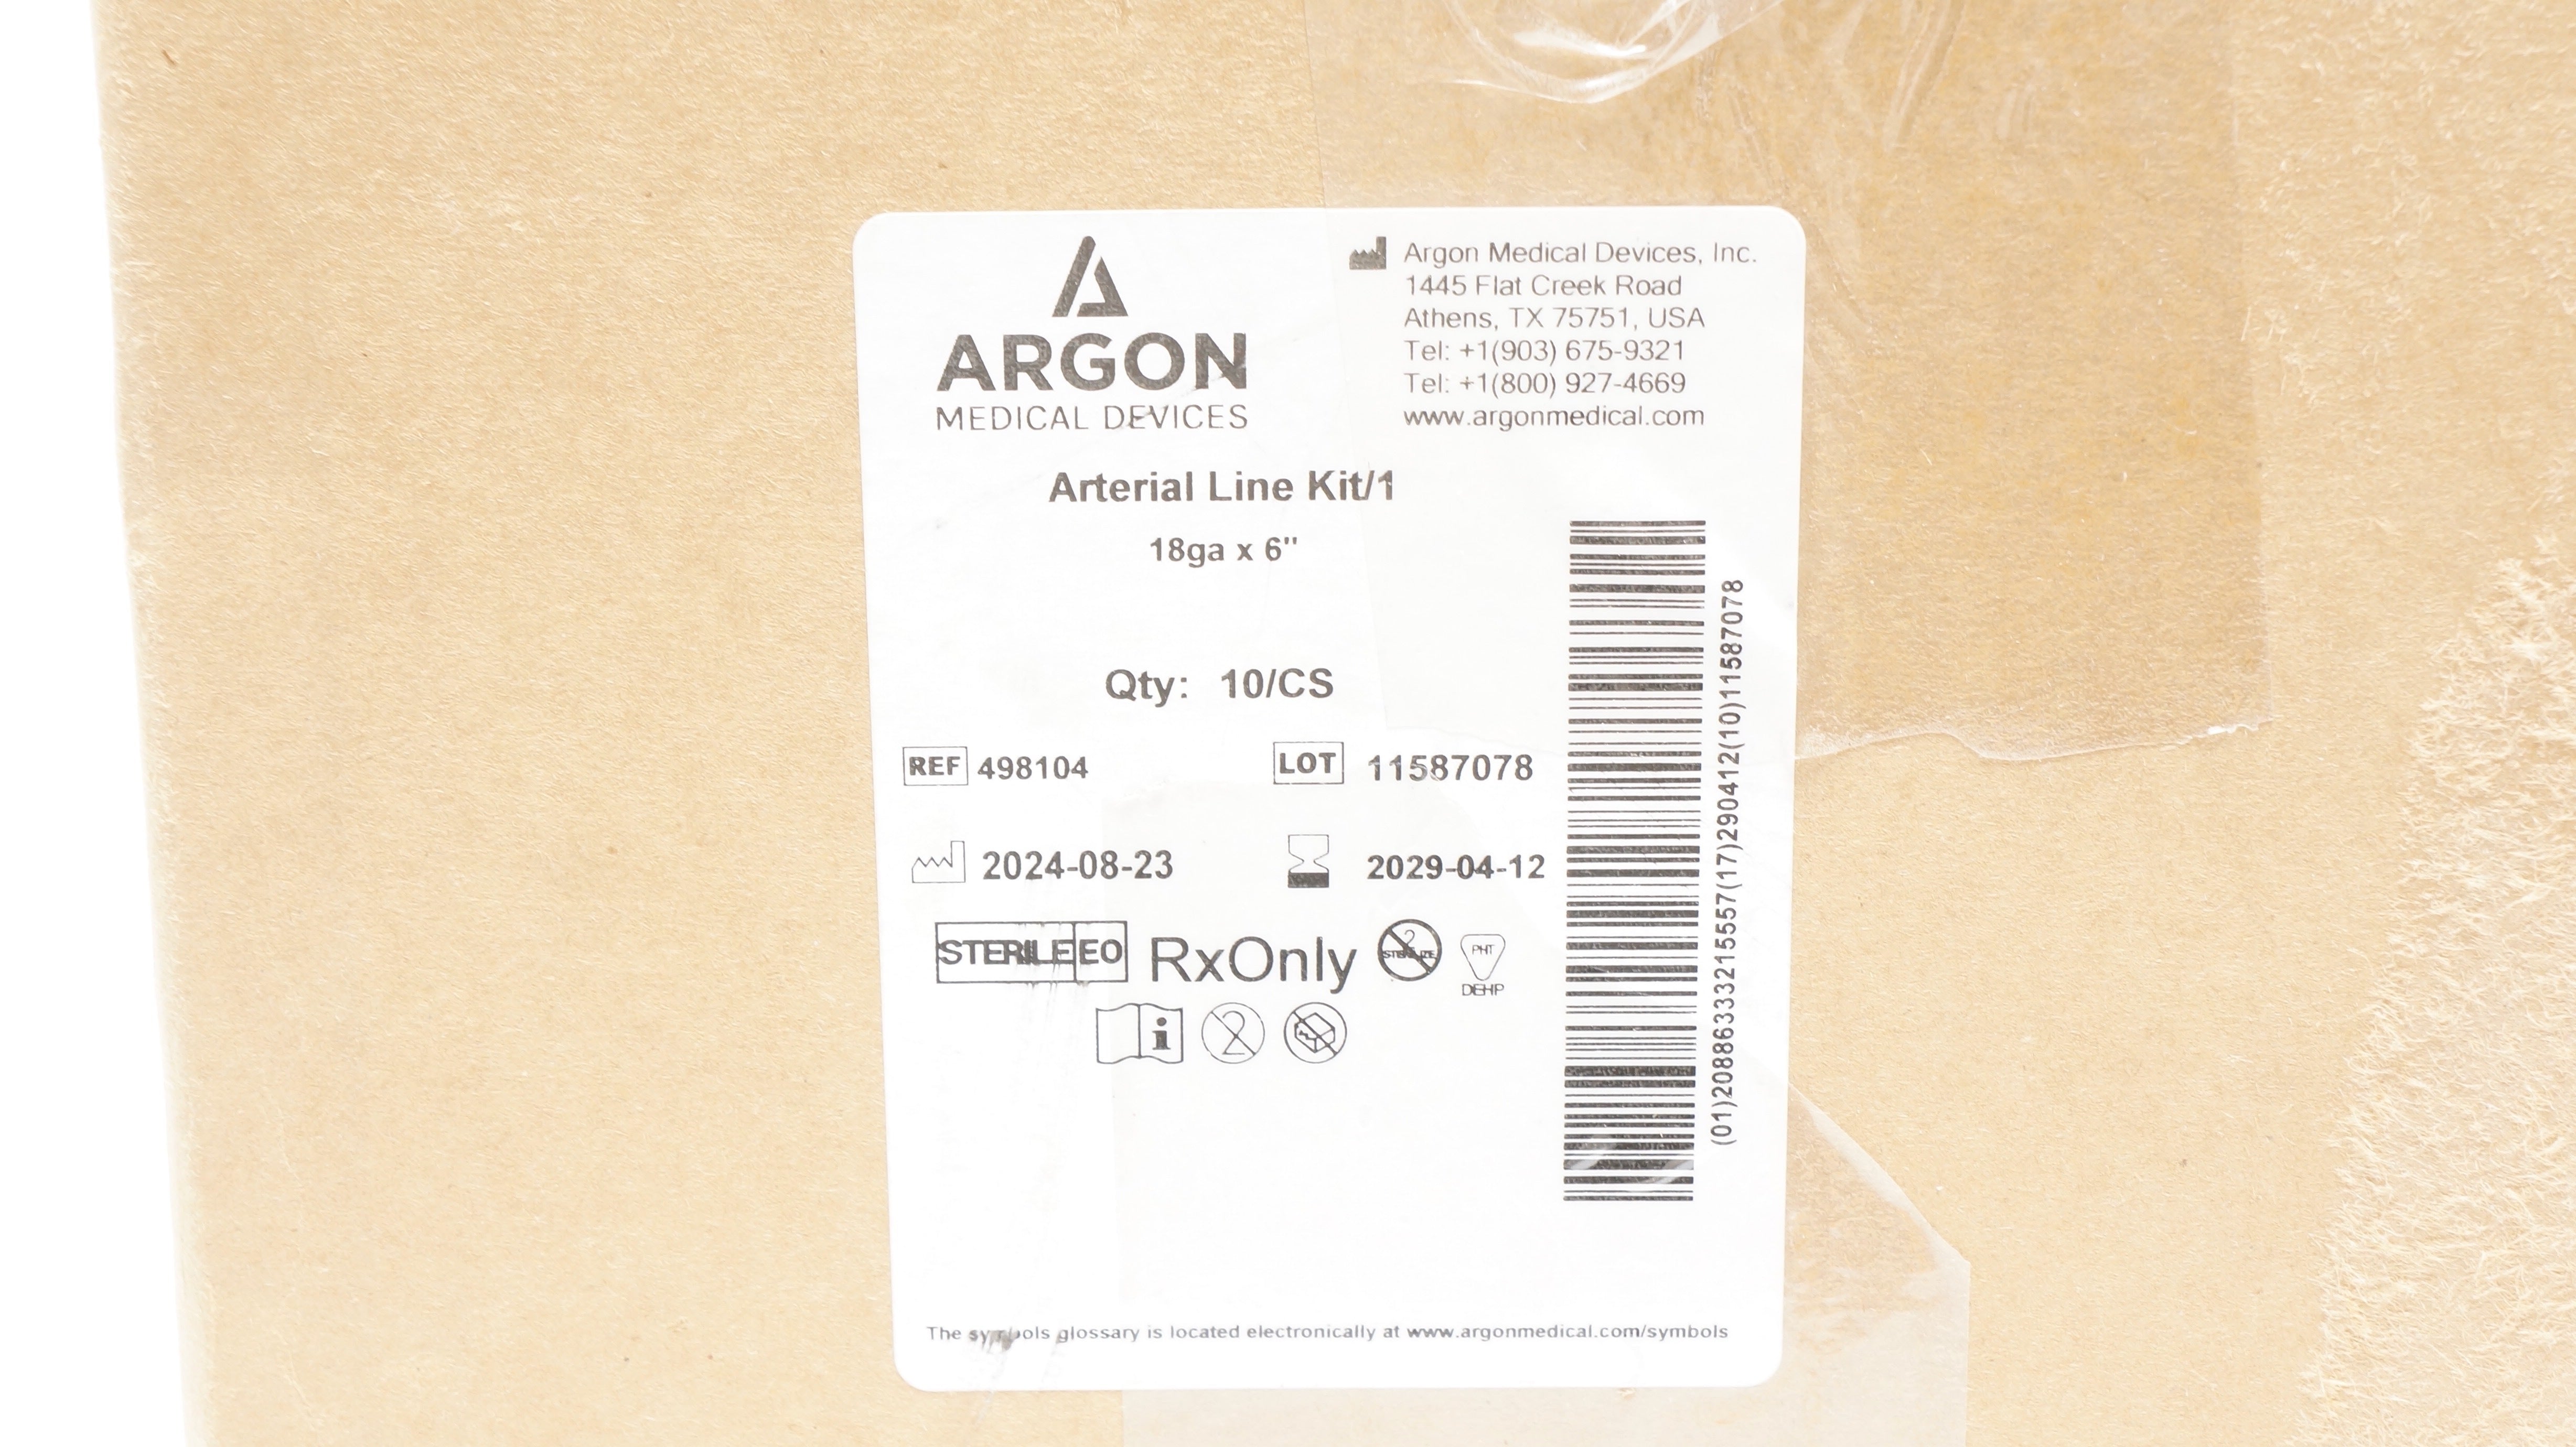 ARGON
MEDICAL DEVICES
Argon Medical Devices, Inc.
1445 Flat Creek Road
Athens, TX 75751, USA
Tel: +1(903) 675-9321
Tel: +1(800) 927-4669
www.argonmedical.com
Arterial Line Kit/1
18ga x 6"
Qty: 10/CS
REF 498104
LOT 11587078
2024-08-23
2029-04-12
STERILE EO RxOnly
2
PHT
DEHP
i
2
(01)20886333215557(17)290412(10)11587078
The symbols glossary is located electronically at www.argonmedical.com/symbols